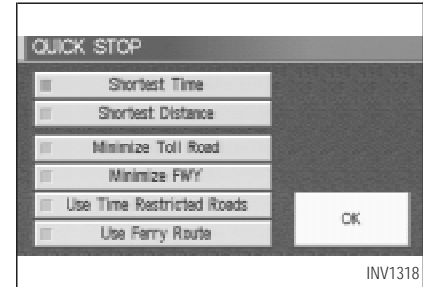 QUICK STOP
Shortest Time
Shortest Distance
Minimize Toll Road
Minimize FWY
Use Time Restricted Roads
Use Ferry Route
OK
INV1318